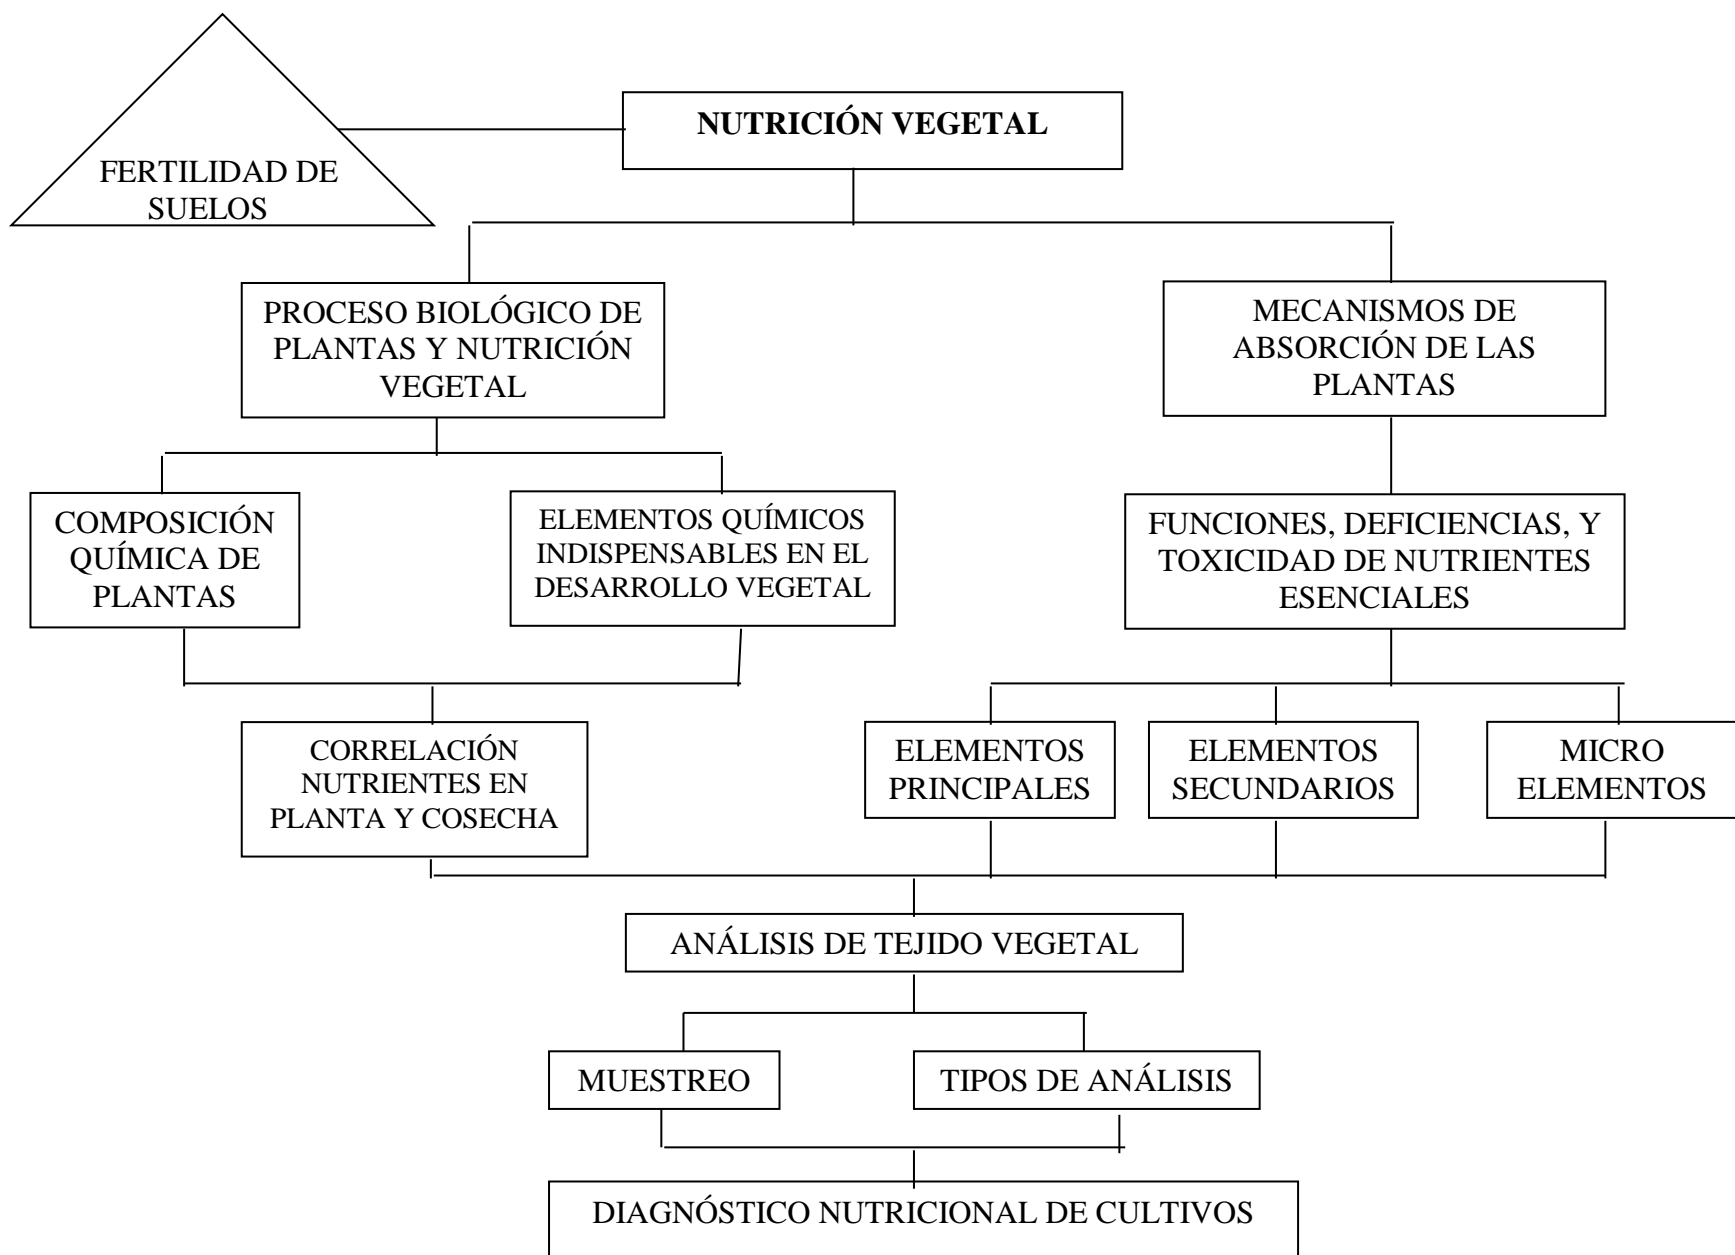 NUTRICIÓN VEGETAL
FERTILIDAD DE
SUELOS
PROCESO BIOLÓGICO DE
PLANTAS Y NUTRICIÓN
VEGETAL
MECANISMOS DE
ABSORCIÓN DE LAS
PLANTAS
COMPOSICIÓN
QUÍMICA DE
PLANTAS
ELEMENTOS QUÍMICOS
INDISPENSABLES EN EL
DESARROLLO VEGETAL
FUNCIONES, DEFICIENCIAS, Y
TOXICIDAD DE NUTRIENTES
ESENCIALES
CORRELACIÓN
NUTRIENTES EN
PLANTA Y COSECHA
ELEMENTOS
PRINCIPALES
ELEMENTOS
SECUNDARIOS
MICRO
ELEMENTOS
ANÁLISIS DE TEJIDO VEGETAL
MUESTREO
TIPOS DE ANÁLISIS
DIAGNÓSTICO NUTRICIONAL DE CULTIVOS